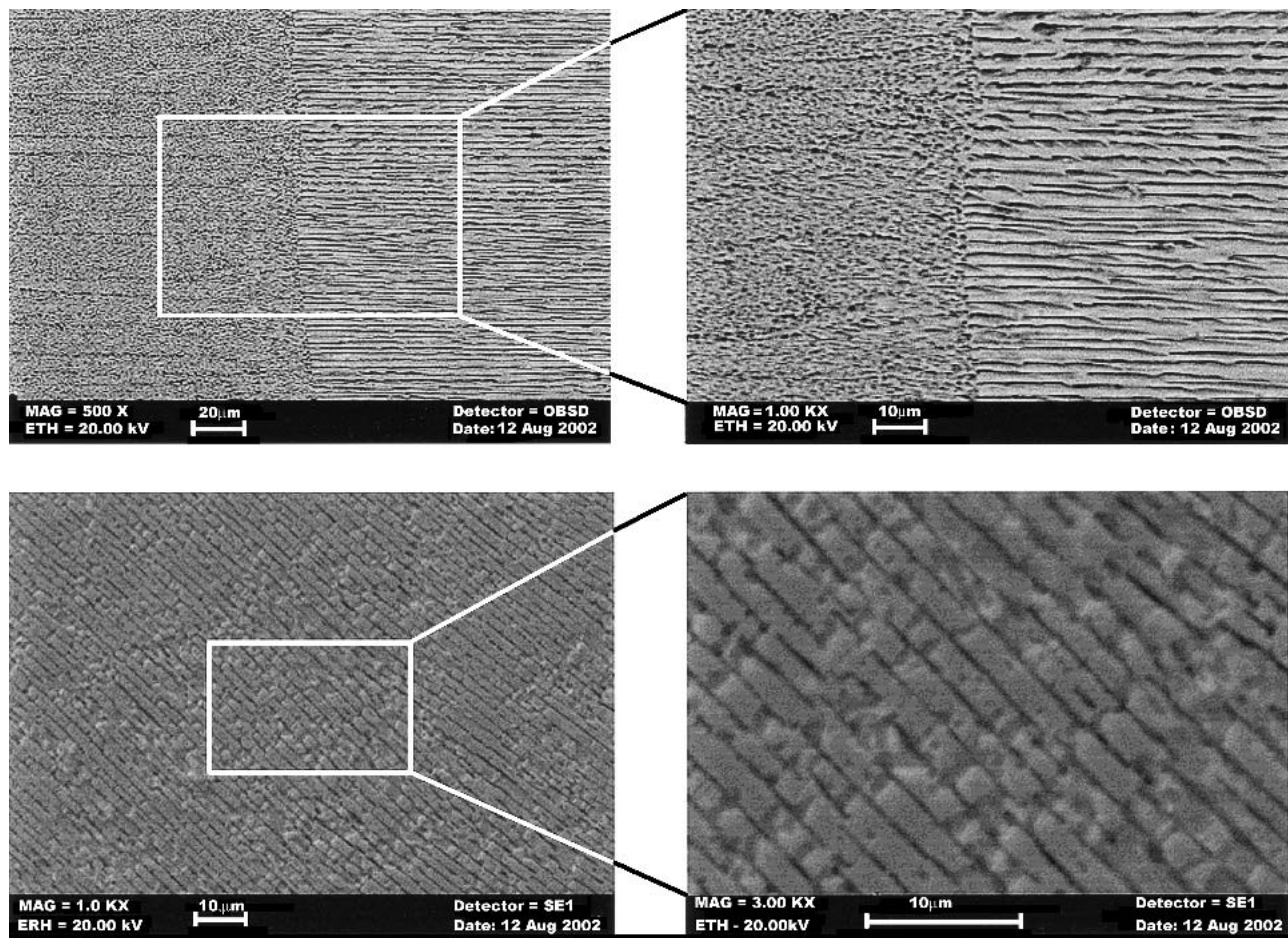 MAG = 500 X
20µm
Detector = OBSD
ETH = 20.00 kV
Date: 12 Aug 2002
MAG = 1.00 KX
10µm
Detector = OBSD
ETH = 20.00 kV
Date: 12 Aug 2002
MAG = 1.0 KX
10.µm
Detector = SE1
ERH = 20.00 kV
Date: 12 Aug 2002
MAG = 3.00 KX
10µm
Detector = SE1
ETH - 20.00kV
Date: 12 Aug 2002